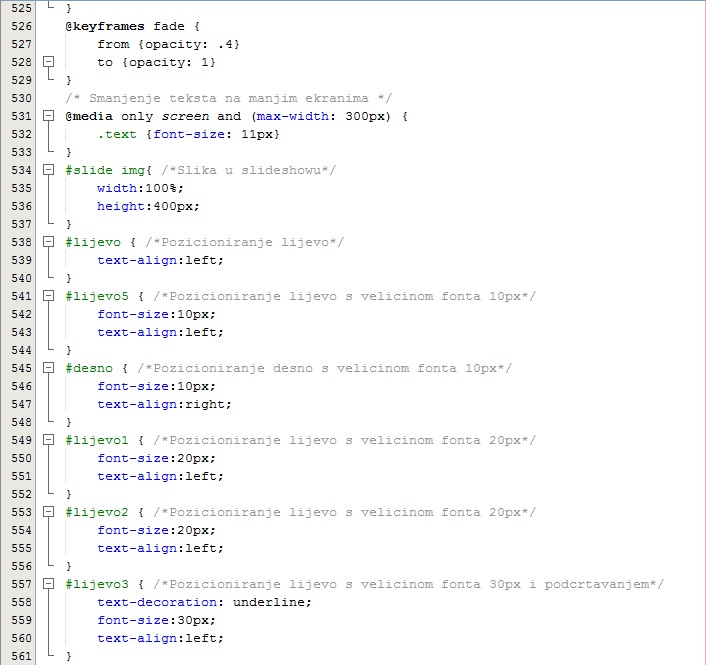 525 }
526 @keyframes fade {
527 from {opacity: .4}
528 to {opacity: 1}
529 }
530 /* Smanjenje teksta na manjim ekranima */
531 @media only screen and (max-width: 300px) {
532 .text {font-size: 11px}
533 }
534 #slide img{ /*Slika u slideshowu*/
535 width:100%;
536 height:400px;
537 }
538 #lijevo { /*Pozicioniranje lijevo*/
539 text-align:left;
540 }
541 #lijevo5 { /*Pozicioniranje lijevo s velicinom fonta 10px*/
542 font-size:10px;
543 text-align:left;
544 }
545 #desno { /*Pozicioniranje desno s velicinom fonta 10px*/
546 font-size:10px;
547 text-align:right;
548 }
549 #lijevo1 { /*Pozicioniranje lijevo s velicinom fonta 20px*/
550 font-size:20px;
551 text-align:left;
552 }
553 #lijevo2 { /*Pozicioniranje lijevo s velicinom fonta 20px*/
554 font-size:20px;
555 text-align:left;
556 }
557 #lijevo3 { /*Pozicioniranje lijevo s velicinom fonta 30px i podcrtavanjem*/
558 text-decoration: underline;
559 font-size:30px;
560 text-align:left;
561 }